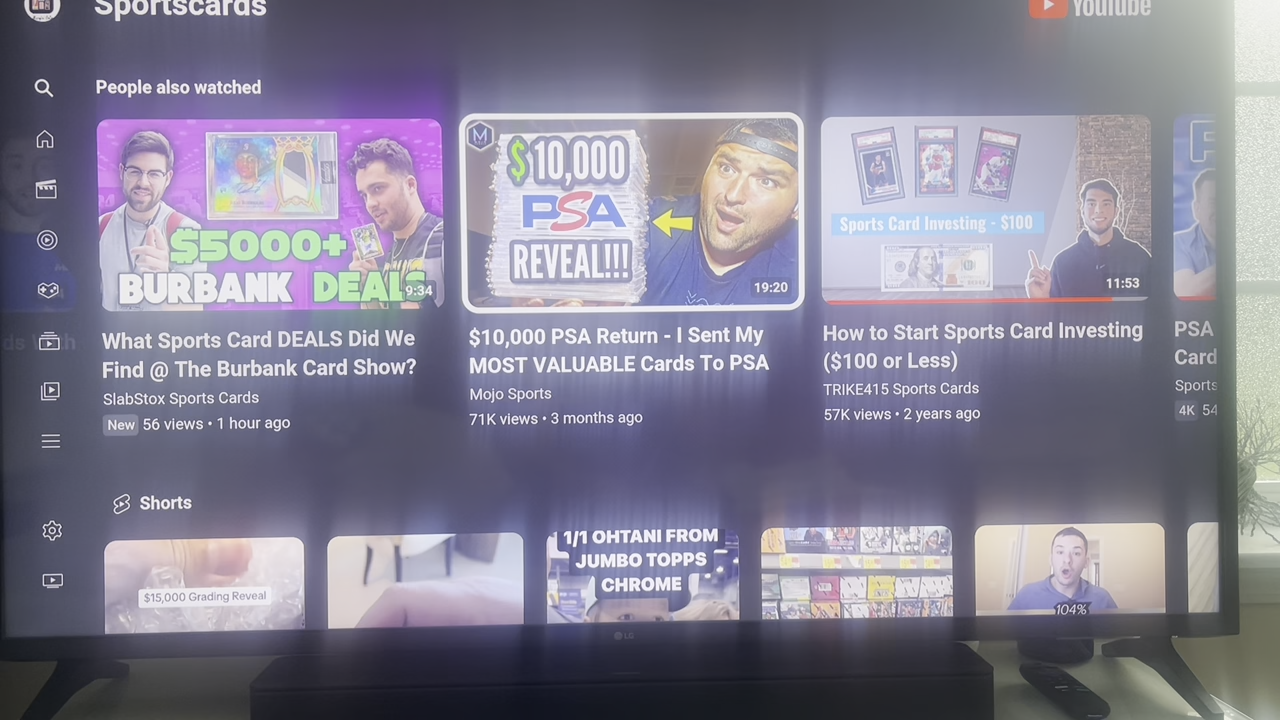 Sportscards
YouTube
People also watched
$5000+
BURBANK DEALS
9:34
$10,000
PSA
REVEAL!!!
19:20
Sports Card Investing - $100
11:53
What Sports Card DEALS Did We
Find @ The Burbank Card Show?
SlabStox Sports Cards
New 56 views • 1 hour ago
$10,000 PSA Return - I Sent My
MOST VALUABLE Cards To PSA
Mojo Sports
71K views • 3 months ago
How to Start Sports Card Investing
($100 or Less)
TRIKE415 Sports Cards
57K views • 2 years ago
PSA
Card
Sports
4K 54
Shorts
$15,000 Grading Reveal
1/1 OHTANI FROM
JUMBO TOPPS
CHROME
104%
LG